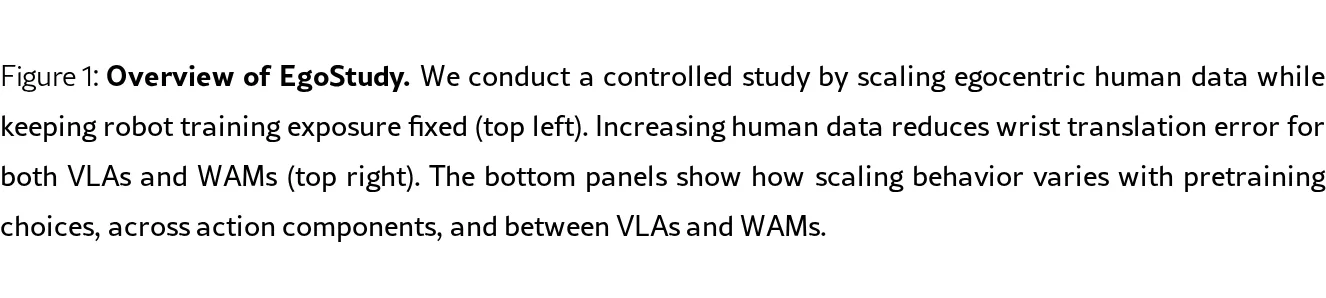 Figure 1: Overview of EgoStudy. We conduct a controlled study by scaling egocentric human data while
keeping robot training exposure fixed (top left). Increasing human data reduces wrist translation error for
both VLAs and WAMs (top right). The bottom panels show how scaling behavior varies with pretraining
choices, across action components, and between VLAs and WAMs.